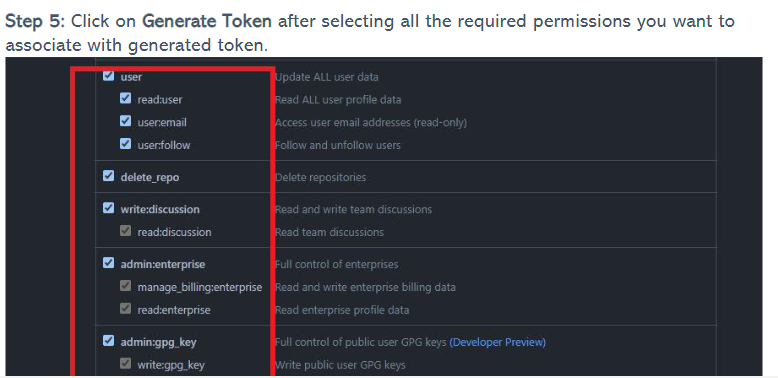 Step 5: Click on Generate Token after selecting all the required permissions you want to
associate with generated token.
user Update ALL user data
read:user Read ALL user profile data
user:email Access user email addresses (read-only)
user:follow Follow and unfollow users
delete_repo Delete repositories
write:discussion Read and write team discussions
read:discussion Read team discussions
admin:enterprise Full control of enterprises
manage_billing:enterprise Read and write enterprise billing data
read:enterprise Read enterprise profile data
admin:gpg_key Full control of public user GPG keys (Developer Preview)
write:gpg_key Write public user GPG keys